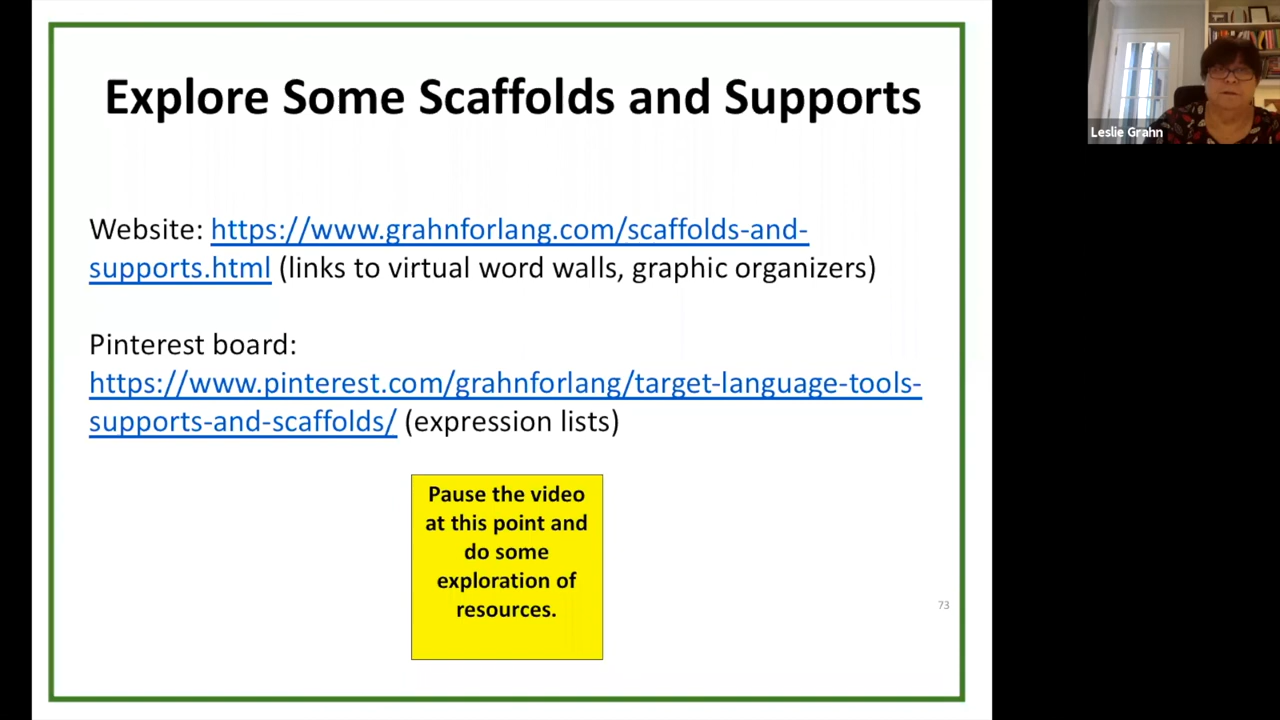 Explore Some Scaffolds and Supports
Leslie Grahn
Website: https://www.grahnforlang.com/scaffolds-and-
supports.html (links to virtual word walls, graphic organizers)
Pinterest board:
https://www.pinterest.com/grahnforlang/target-language-tools-
supports-and-scaffolds/ (expression lists)
Pause the video
at this point and
do some
exploration of
resources.
73